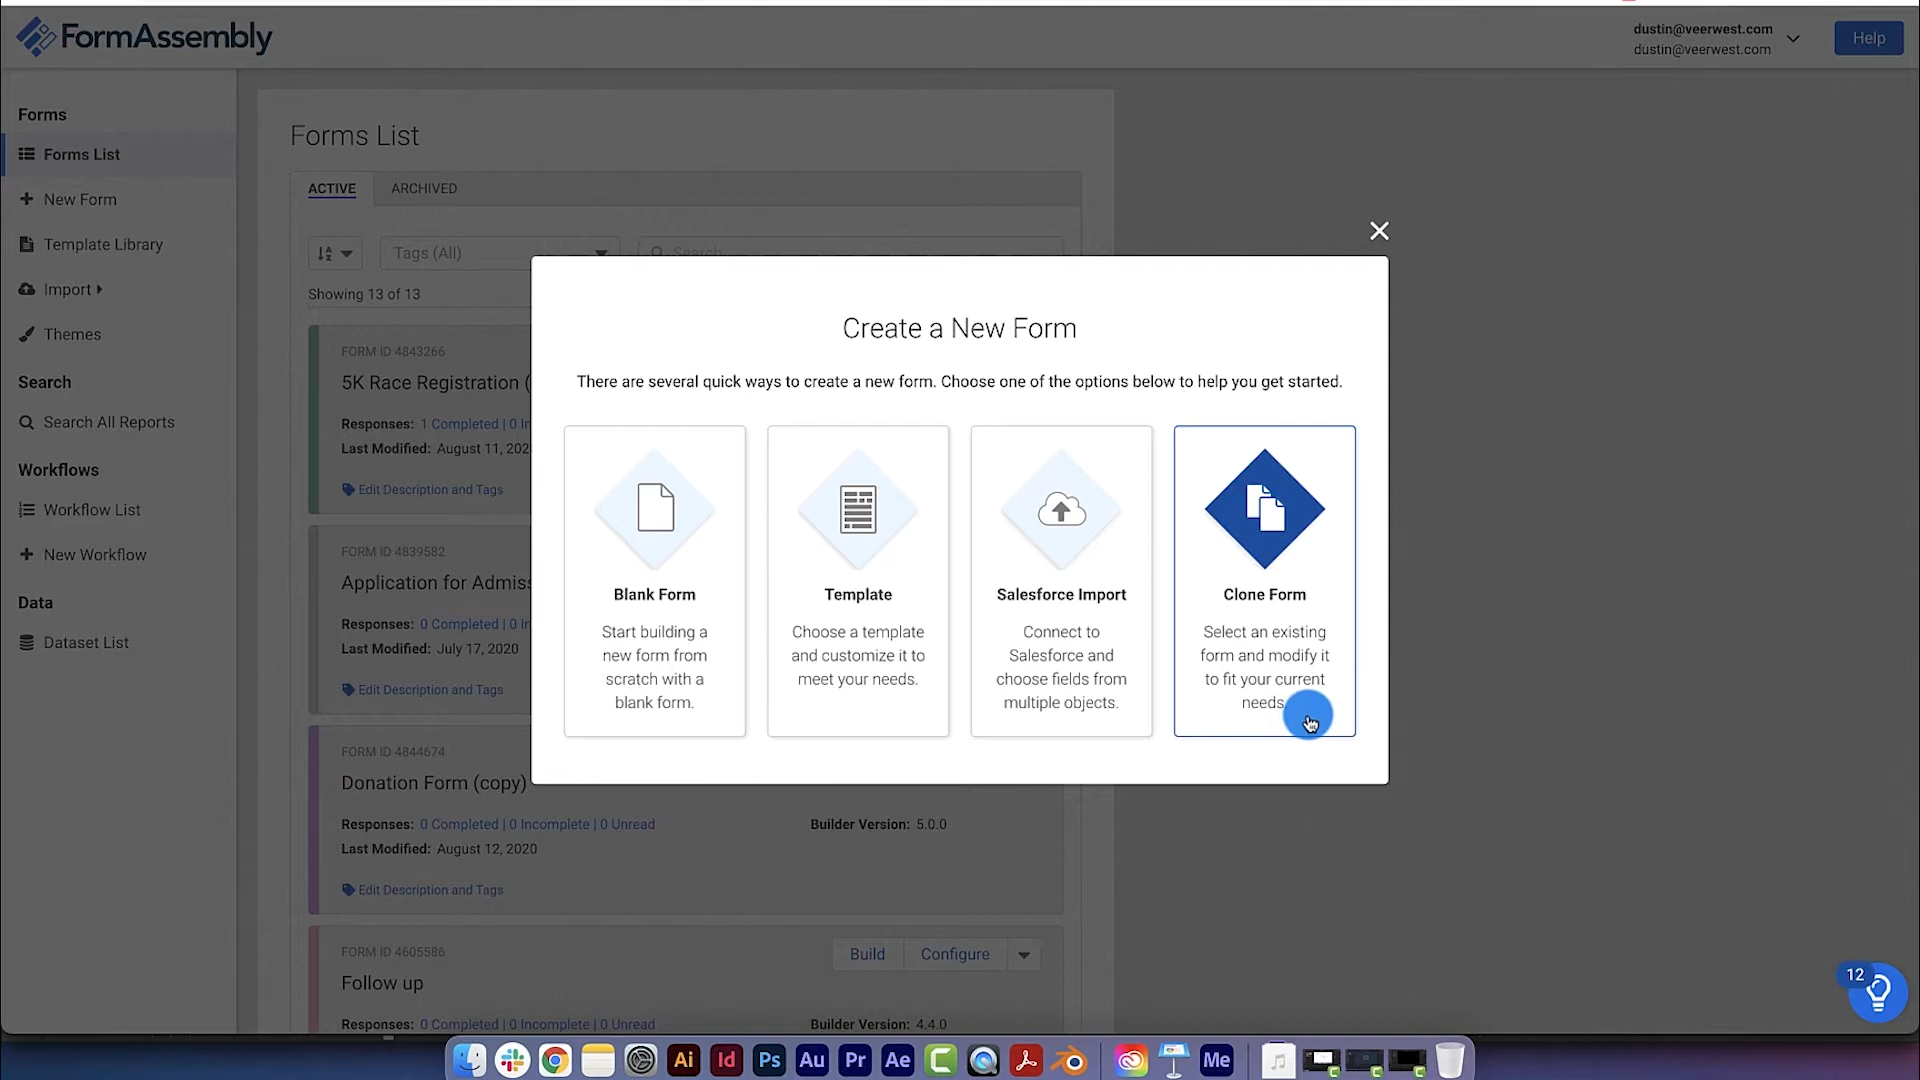 FormAssembly
dustin@veerwest.com
dustin@veerwest.com
Help
Forms
Forms List
New Form
Template Library
Import
Themes
Search
Search All Reports
Workflows
Workflow List
New Workflow
Data
Dataset List
Forms List
ACTIVE
ARCHIVED
Tags (All)
Search
Showing 13 of 13
FORM ID 4843266
5K Race Registration (
Responses: 1 Completed | 0 In
Last Modified: August 11, 202
Edit Description and Tags
FORM ID 4839582
Application for Admiss
Responses: 0 Completed | 0 In
Last Modified: July 17, 2020
Edit Description and Tags
FORM ID 4844674
Donation Form (copy)
Responses: 0 Completed | 0 Incomplete | 0 Unread
Builder Version: 5.0.0
Last Modified: August 12, 2020
Edit Description and Tags
FORM ID 4605586
Build
Configure
Follow up
Responses: 0 Completed | 0 Incomplete | 0 Unread
Builder Version: 4.4.0
Create a New Form
There are several quick ways to create a new form. Choose one of the options below to help you get started.
Blank Form
Start building a
new form from
scratch with a
blank form.
Template
Choose a template
and customize it to
meet your needs.
Salesforce Import
Connect to
Salesforce and
choose fields from
multiple objects.
Clone Form
Select an existing
form and modify it
to fit your current
needs
12
Ai
Id
Ps
Au
Pr
Ae
C
Me